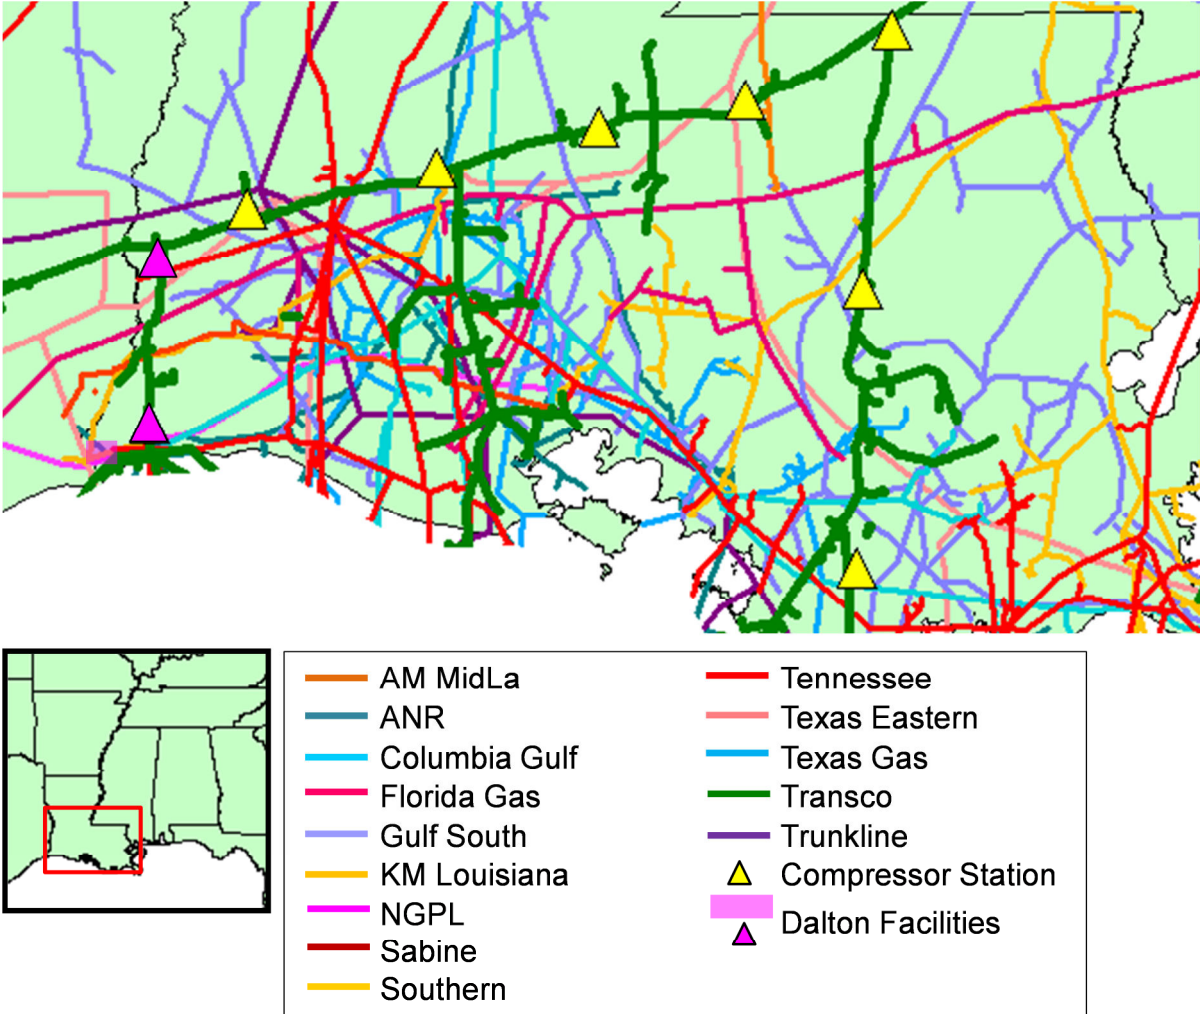 AM MidLa
ANR
Columbia Gulf
Florida Gas
Gulf South
KM Louisiana
NGPL
Sabine
Southern
Tennessee
Texas Eastern
Texas Gas
Transco
Trunkline
Compressor Station
Dalton Facilities